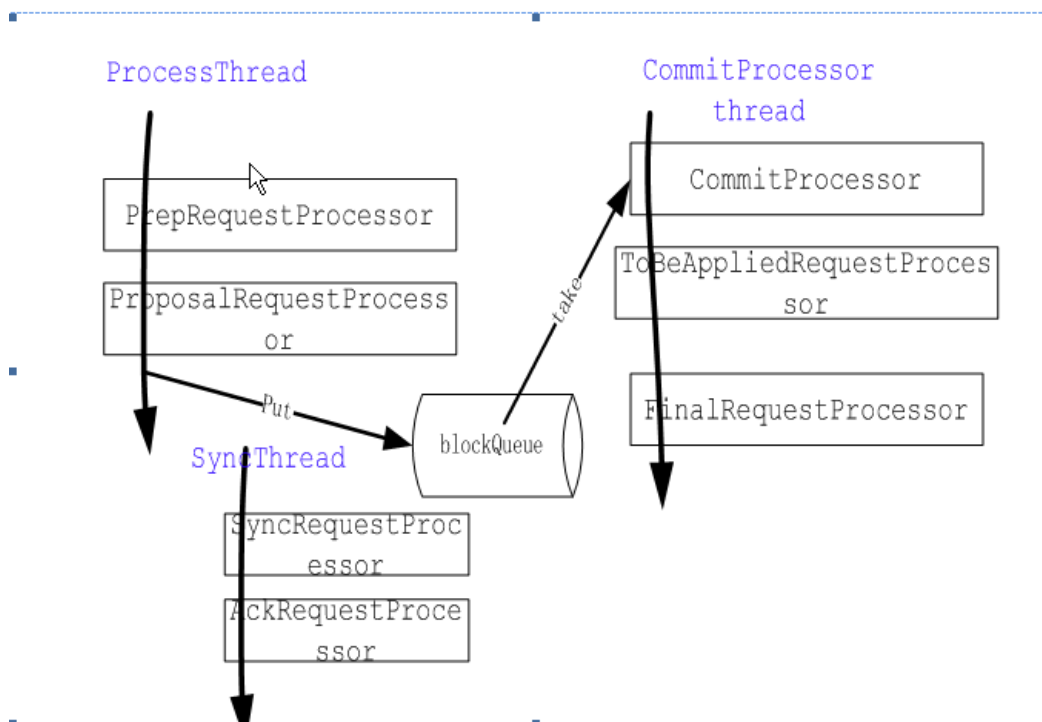 ProcessThread
PrepRequestProcessor
ProposalRequestProcess
or
Put
SyncThread
SyncRequestProc
essor
AckRequestProce
ssor
blockQueue
take
CommitProcessor
thread
CommitProcessor
ToBeAppliedRequestProces
sor
FinalRequestProcessor